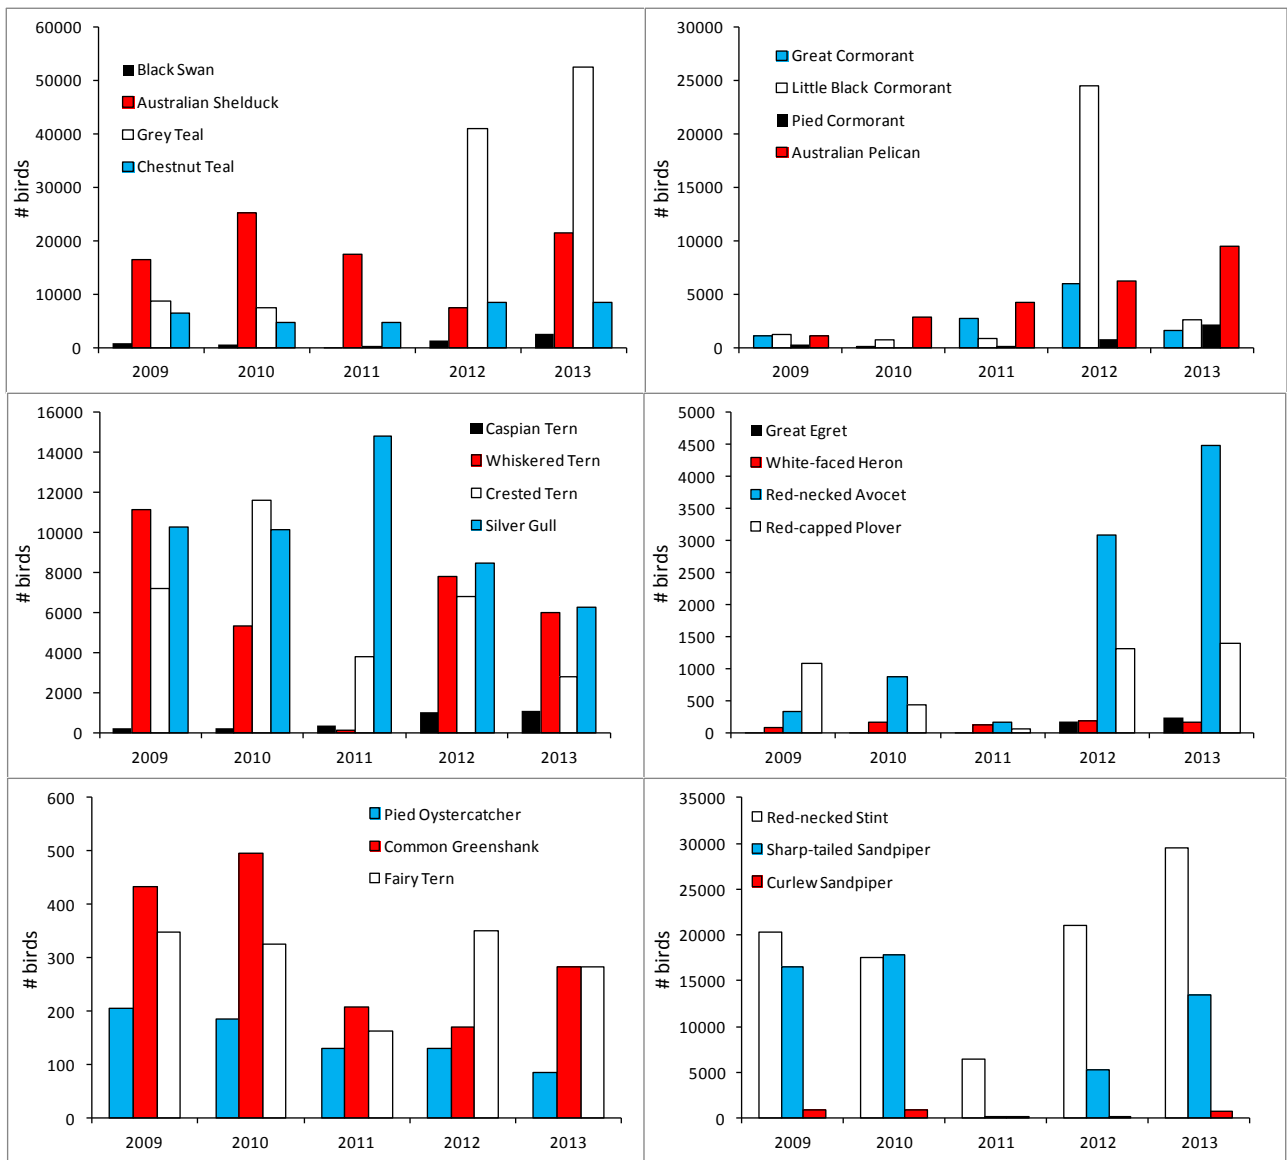 60000
50000
40000
30000
20000
10000
0
# birds
Black Swan
Australian Shelduck
Grey Teal
Chestnut Teal
2009 2010 2011 2012 2013
30000
25000
20000
15000
10000
5000
0
# birds
Great Cormorant
Little Black Cormorant
Pied Cormorant
Australian Pelican
2009 2010 2011 2012 2013
16000
14000
12000
10000
8000
6000
4000
2000
0
# birds
Caspian Tern
Whiskered Tern
Crested Tern
Silver Gull
2009 2010 2011 2012 2013
5000
4500
4000
3500
3000
2500
2000
1500
1000
500
0
# birds
Great Egret
White-faced Heron
Red-necked Avocet
Red-capped Plover
2009 2010 2011 2012 2013
600
500
400
300
200
100
0
# birds
Pied Oystercatcher
Common Greenshank
Fairy Tern
2009 2010 2011 2012 2013
35000
30000
25000
20000
15000
10000
5000
0
# birds
Red-necked Stint
Sharp-tailed Sandpiper
Curlew Sandpiper
2009 2010 2011 2012 2013